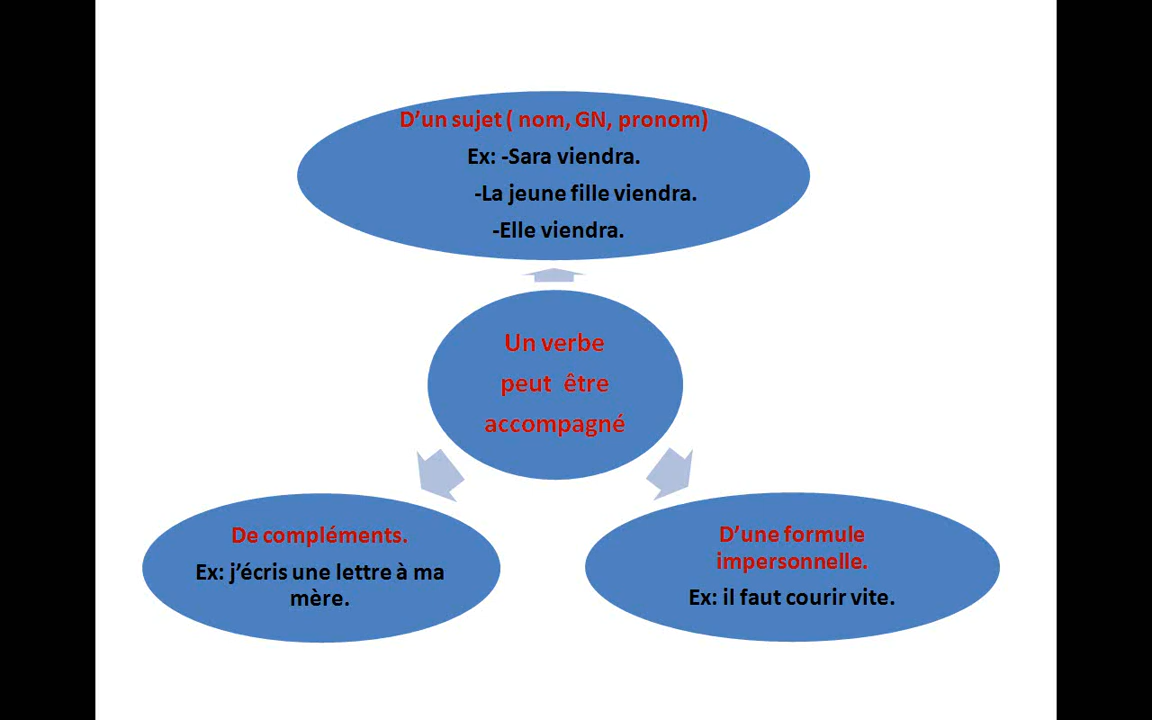 D’un sujet ( nom, GN, pronom)
Ex: -Sara viendra.
-La jeune fille viendra.
-Elle viendra.
Un verbe
peut être
accompagné
De compléments.
Ex: j’écris une lettre à ma
mère.
D’une formule
impersonnelle.
Ex: il faut courir vite.